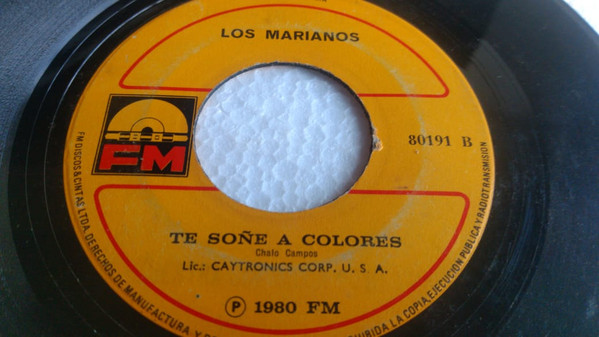 LOS MARIANOS
FM
80191 B
TE SOÑE A COLORES
Chato Campos
Lic.: CAYTRONICS CORP. U. S. A.
Ⓟ 1980 FM
FM DISCOS & CINTAS LTDA. DERECHOS DE MANUFACTURA Y
LA COPIA, EJECUCION PUBLICA Y RADIOTRANSMISION